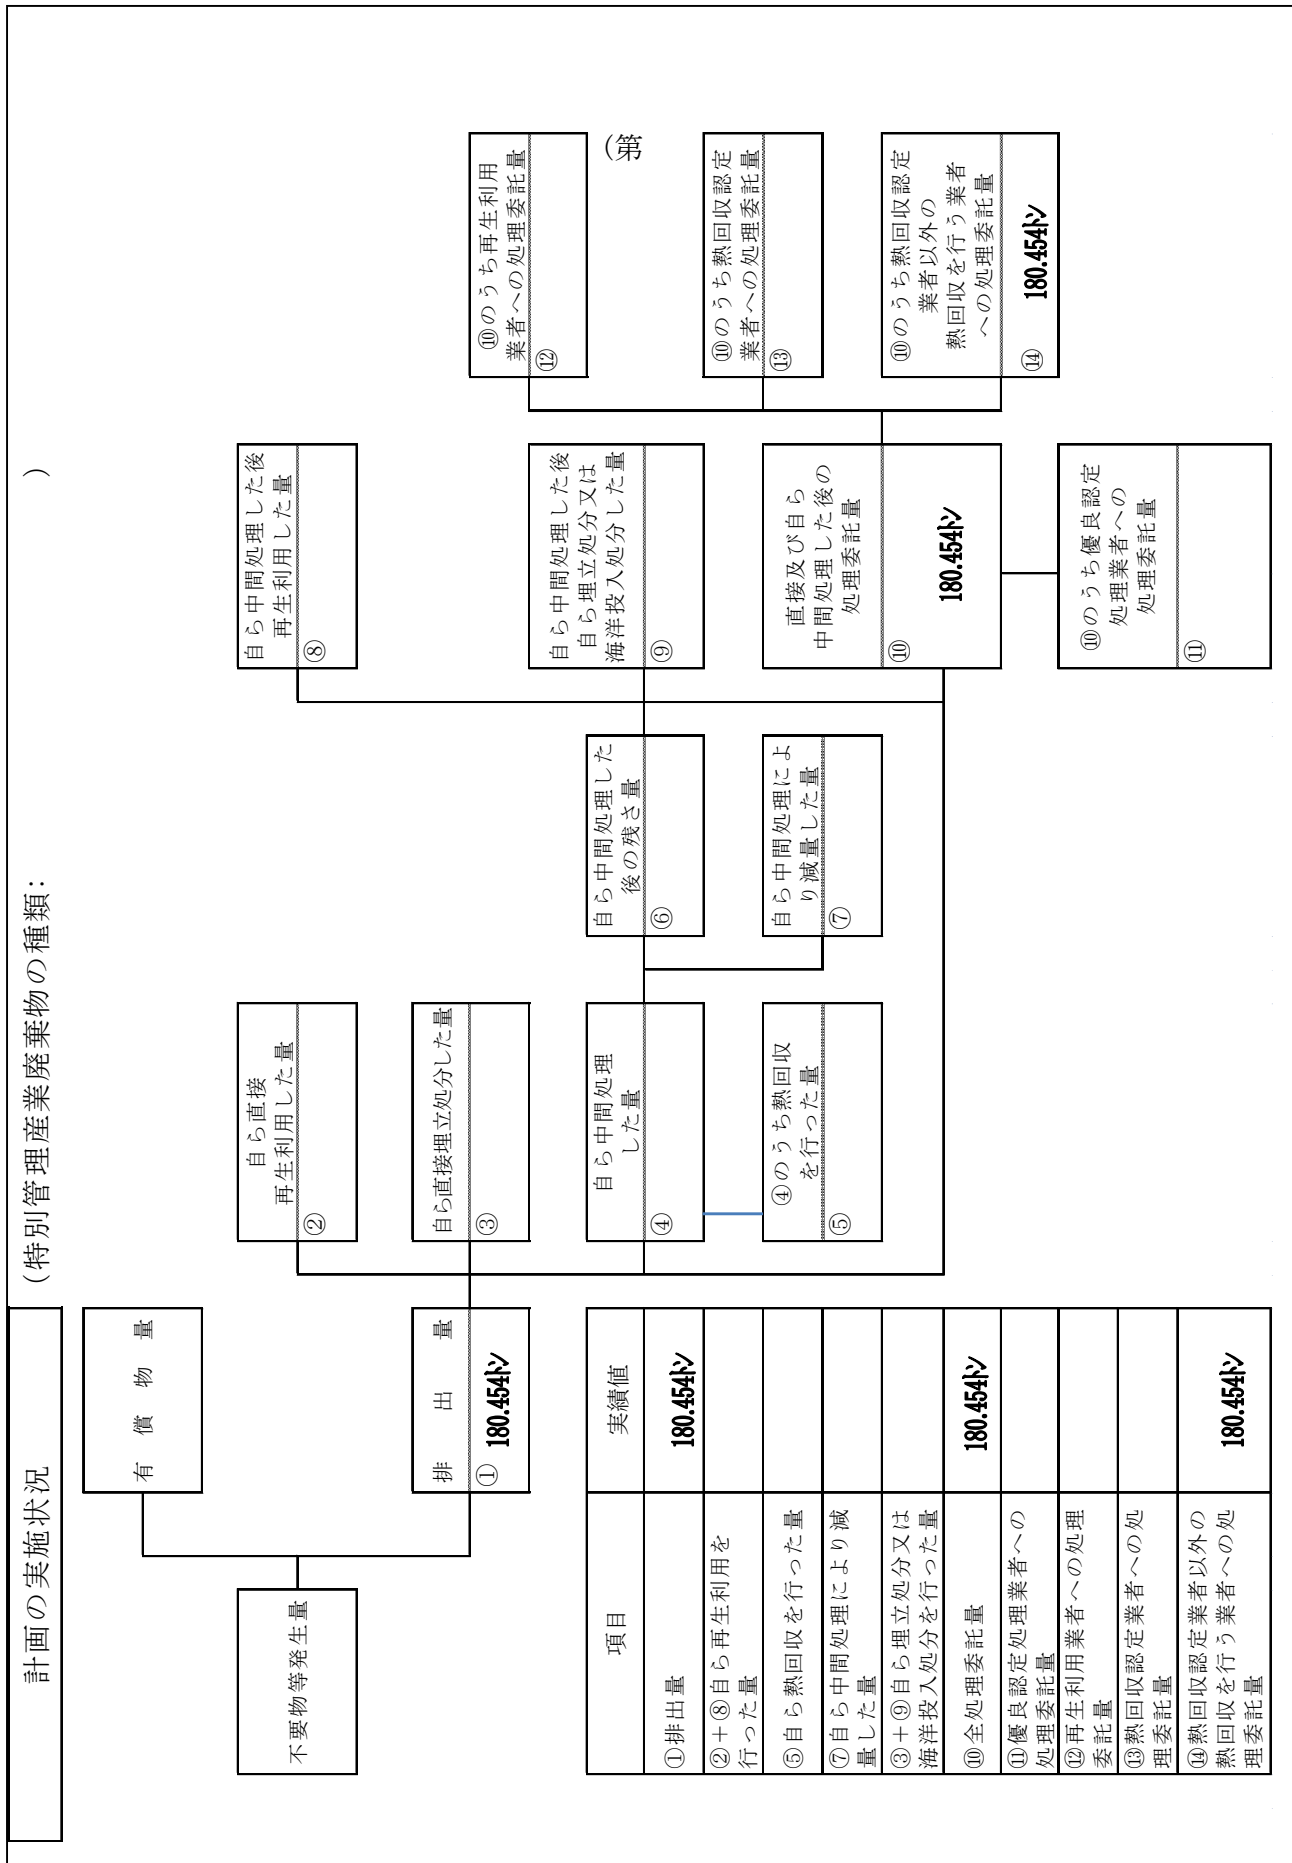 計画の実施状況
(特別管理産業廃棄物の種類: )
不要物等発生量
有償物量
排出量
① 180.454トン
自ら直接
再生利用した量
②
自ら直接埋立処分した量
③
自ら中間処理
した量
④
④のうち熱回収
を行った量
⑤
自ら中間処理した
後の残さ量
⑥
自ら中間処理によ
り減量した量
⑦
自ら中間処理した後
再生利用した量
⑧
自ら中間処理した後
自ら埋立処分又は
海洋投入処分した量
⑨
直接及び自ら
中間処理した後の
処理委託量
⑩
180.454トン
⑩のうち優良認定
処理業者への
処理委託量
⑪
⑩のうち再生利用
業者への処理委託量
⑫
(第
⑩のうち熱回収認定
業者への処理委託量
⑬
⑩のうち熱回収認定
業者以外の
熱回収を行う業者
への処理委託量
⑭ 180.454トン
項目 実績値
①排出量 180.454トン
②+⑧自ら再生利用を
行った量
⑤自ら熱回収を行った量
⑦自ら中間処理により減
量した量
③+⑨自ら埋立処分又は
海洋投入処分を行った量
⑩全処理委託量 180.454トン
⑪優良認定処理業者への
処理委託量
⑫再生利用業者への処理
委託量
⑬熱回収認定業者への処
理委託量
⑭熱回収認定業者以外の
熱回収を行う業者への処
理委託量 180.454トン